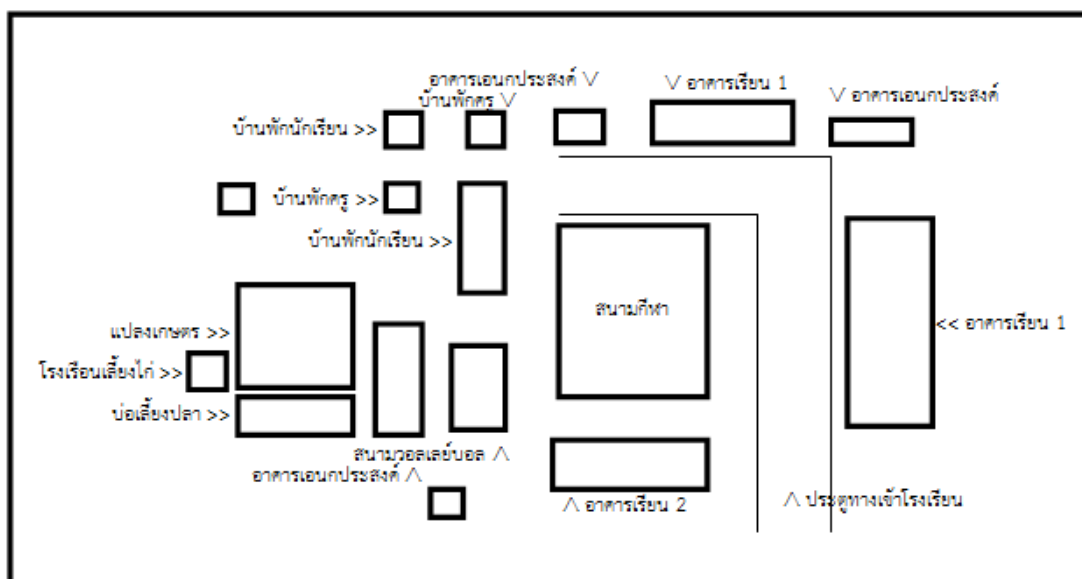 อาคารเอนกประสงค์ ∨
∨ อาคารเรียน 1
∨ อาคารเอนกประสงค์
บ้านพักครู ∨
บ้านพักนักเรียน >>
บ้านพักครู >>
บ้านพักนักเรียน >>
สนามกีฬา
แปลงเกษตร >>
<< อาคารเรียน 1
โรงเรือนเลี้ยงไก่ >>
บ่อเลี้ยงปลา >>
สนามวอลเลย์บอล ∧
อาคารเอนกประสงค์ ∧
∧ อาคารเรียน 2
∧ ประตูทางเข้าโรงเรียน